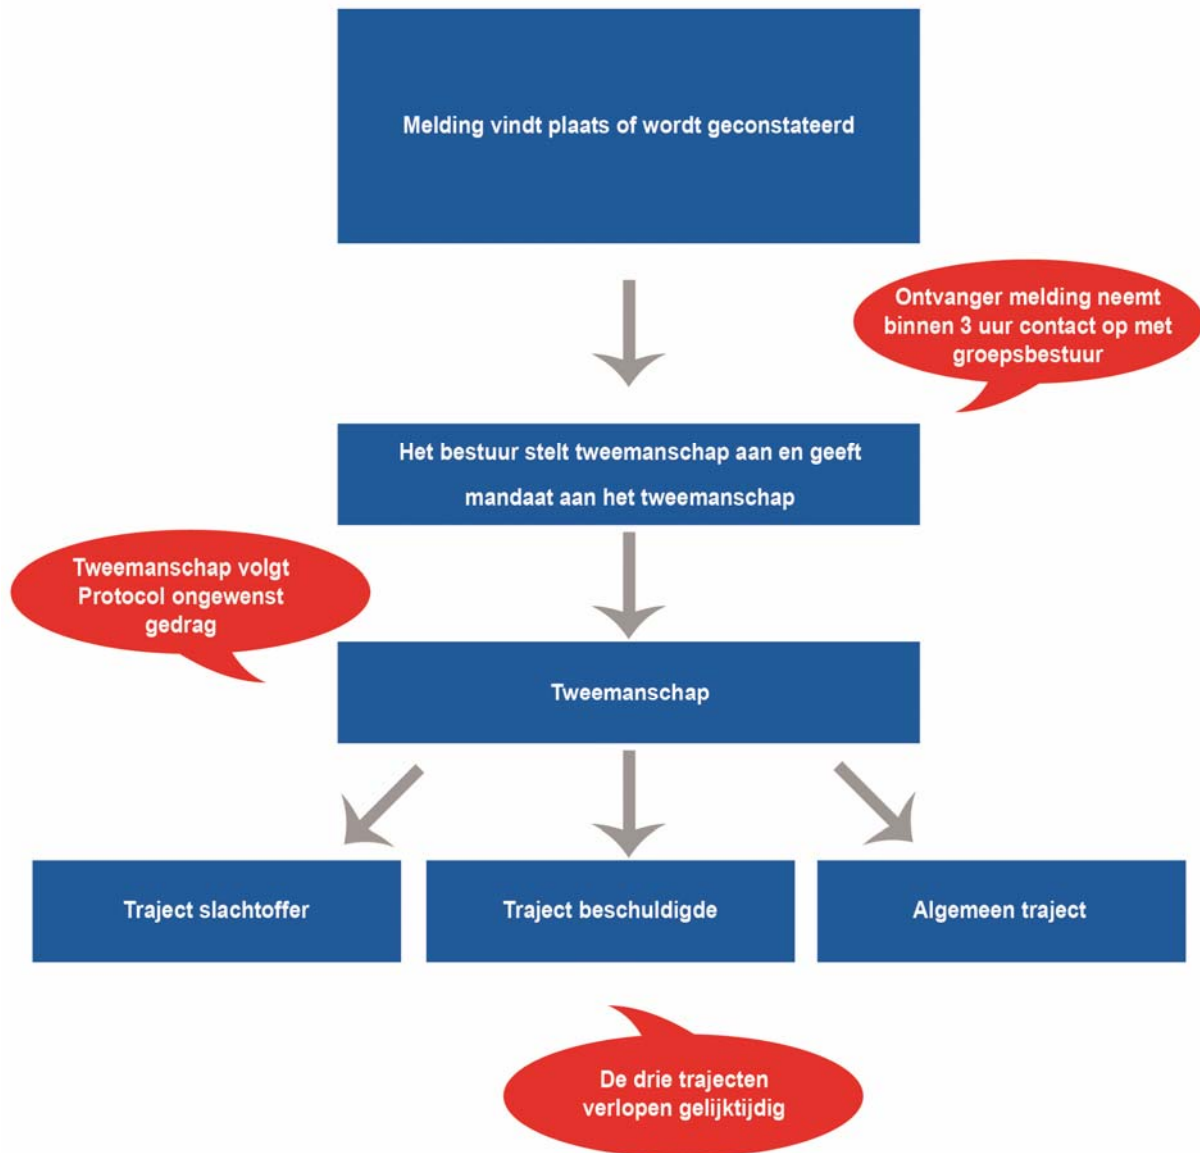 Melding vindt plaats of wordt geconstateerd
Ontvanger melding neemt
binnen 3 uur contact op met
groepsbestuur
Het bestuur stelt tweemanschap aan en geeft
mandaat aan het tweemanschap
Tweemanschap volgt
Protocol ongewenst
gedrag
Tweemanschap
Traject slachtoffer
Traject beschuldigde
Algemeen traject
De drie trajecten
verlopen gelijktijdig